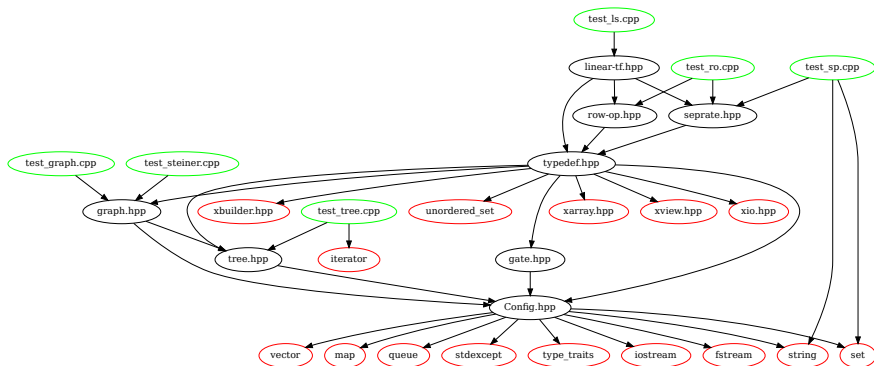 test_ls.cpp
linear-tf.hpp
test_ro.cpp
test_sp.cpp
row-op.hpp
seprate.hpp
test_graph.cpp
test_steiner.cpp
typedef.hpp
graph.hpp
xbuilder.hpp
test_tree.cpp
unordered_set
xarray.hpp
xview.hpp
xio.hpp
tree.hpp
iterator
gate.hpp
Config.hpp
vector
map
queue
stdexcept
type_traits
iostream
fstream
string
set